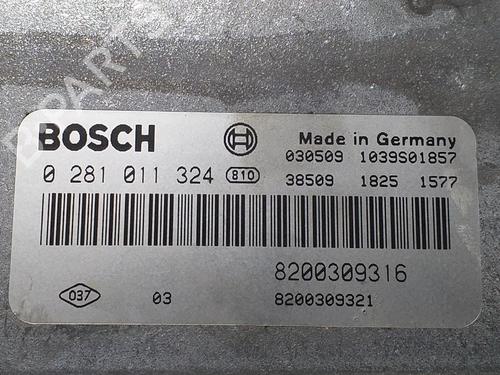 BOSCH
Made in Germany
030509 1039S01857
0 281 011 324 810
38509 1825 1577
8200309316
037 03 8200309321